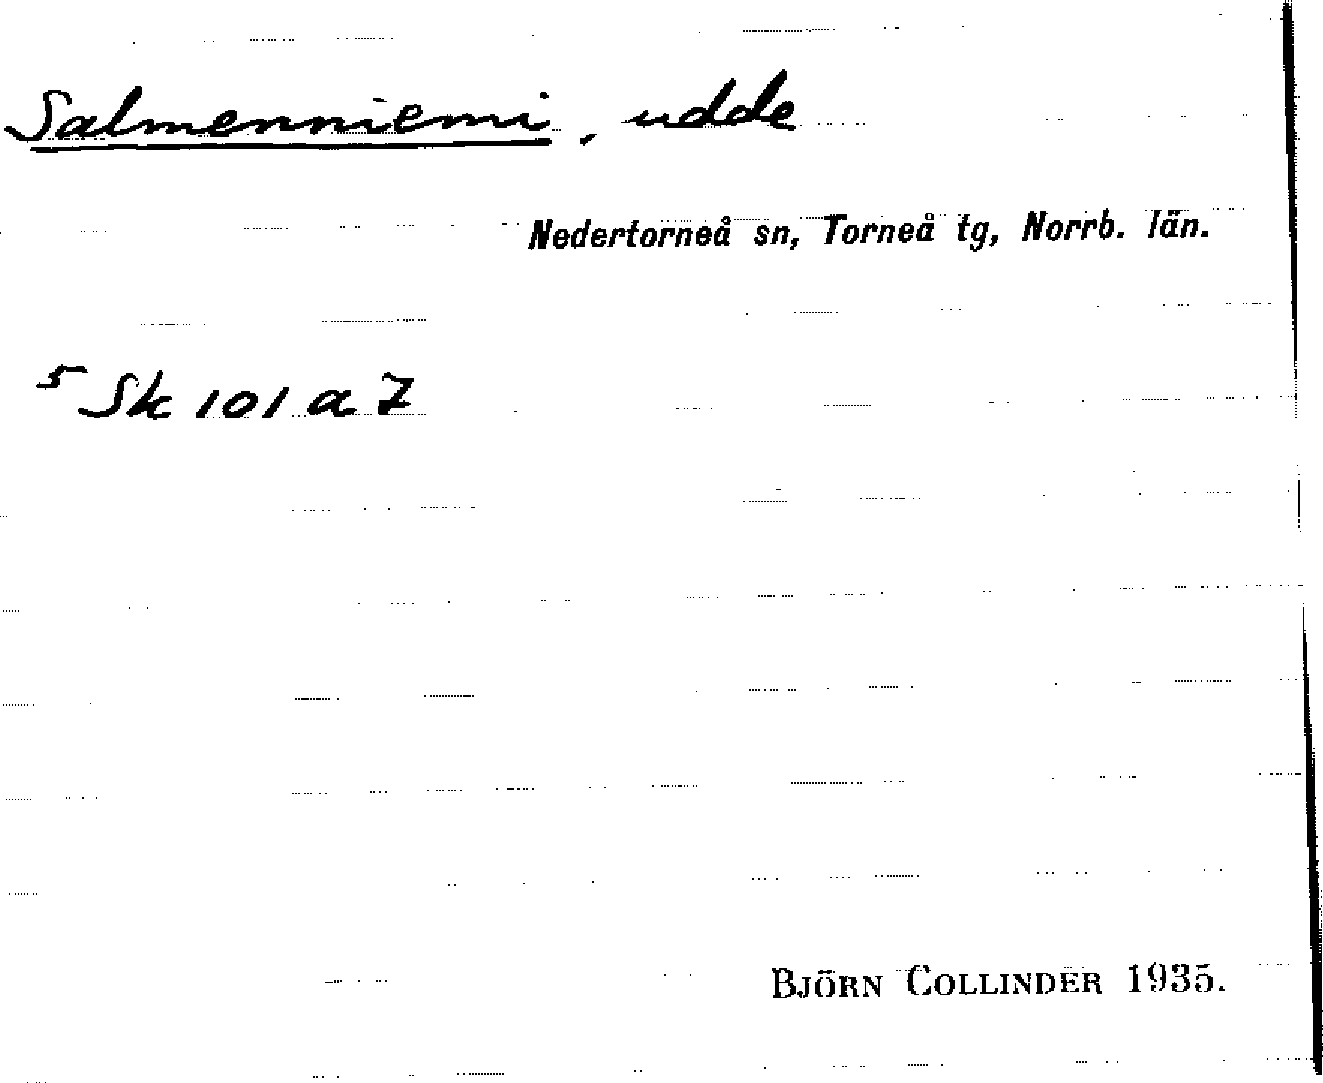 Salmenniemi, udde
Nedertorneå sn, Torneå tg, Norrb. län.
5 Sk 101 a 7
BJÖRN COLLINDER 1935.